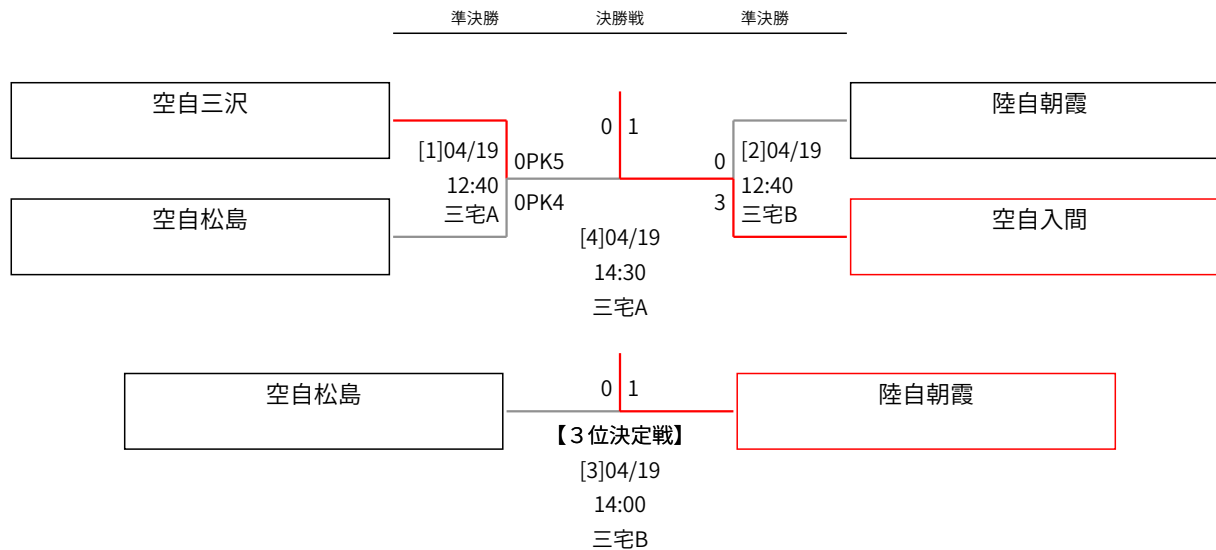 準決勝 決勝戦 準決勝
空自三沢
陸自朝霞
0 1
[1]04/19
12:40
三宅A
0PK5
0PK4
0
3
[2]04/19
12:40
三宅B
空自松島
空自入間
[4]04/19
14:30
三宅A
空自松島
0 1
陸自朝霞
【３位決定戦】
[3]04/19
14:00
三宅B